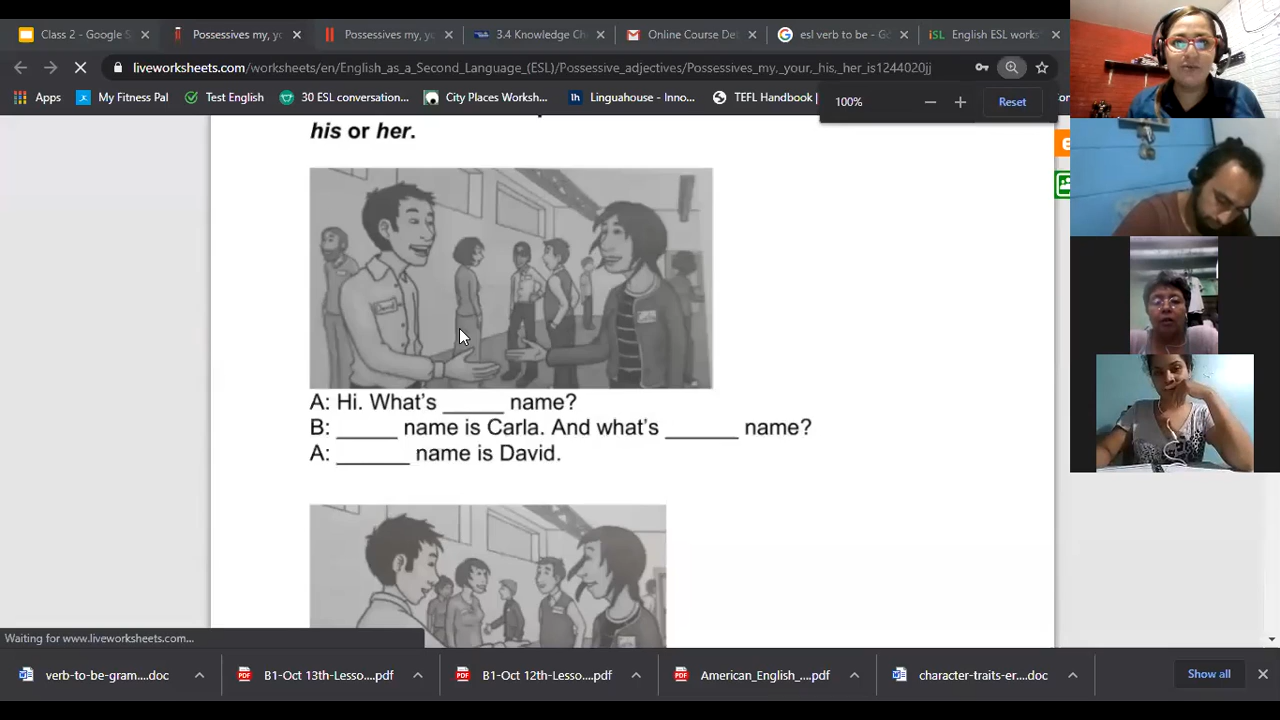 Class 2 - Google S
Possessives my, yo
Possessives my, yo
3.4 Knowledge Ch
Online Course Del
esl verb to be - Go
iSL English ESL works
liveworksheets.com/worksheets/en/English_as_a_Second_Language_(ESL)/Possessive_adjectives/Possessives_my,_your,_his,_her_is1244020jj
Apps
My Fitness Pal
Test English
30 ESL conversation...
City Places Worksh...
Linguahouse - Inno...
TEFL Handbook
100%
Reset
his or her.
A: Hi. What's _____ name?
B: _____ name is Carla. And what's ______ name?
A: ______ name is David.
Waiting for www.liveworksheets.com...
verb-to-be-gram....doc
B1-Oct 13th-Lesso....pdf
B1-Oct 12th-Lesso....pdf
American_English_....pdf
character-traits-er....doc
Show all